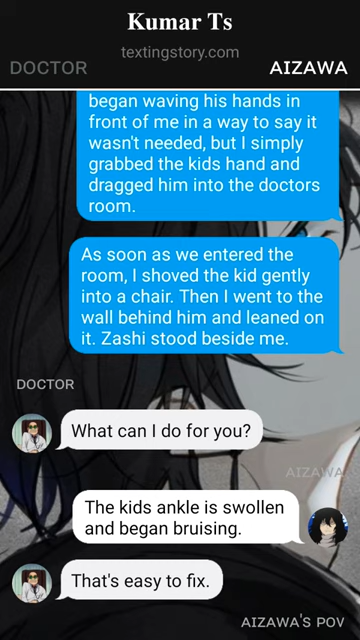 Kumar Ts
textingstory.com
DOCTOR
AIZAWA
began waving his hands in
front of me in a way to say it
wasn't needed, but I simply
grabbed the kids hand and
dragged him into the doctors
room.
As soon as we entered the
room, I shoved the kid gently
into a chair. Then I went to the
wall behind him and leaned on
it. Zashi stood beside me.
DOCTOR
What can I do for you?
AIZAWA
The kids ankle is swollen
and began bruising.
That's easy to fix.
AIZAWA'S POV